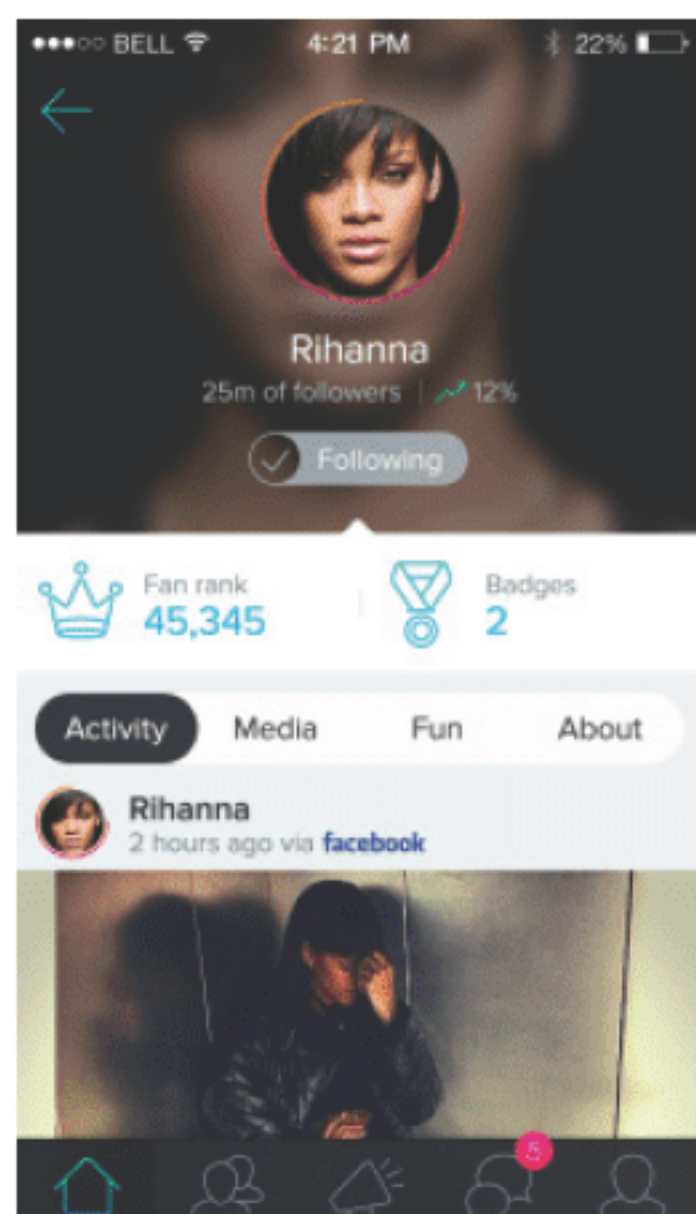 BELL 4:21 PM 22%
Rihanna
25m of followers | 12%
Following
Fan rank
45,345
Badges
2
Activity Media Fun About
Rihanna
2 hours ago via facebook
5